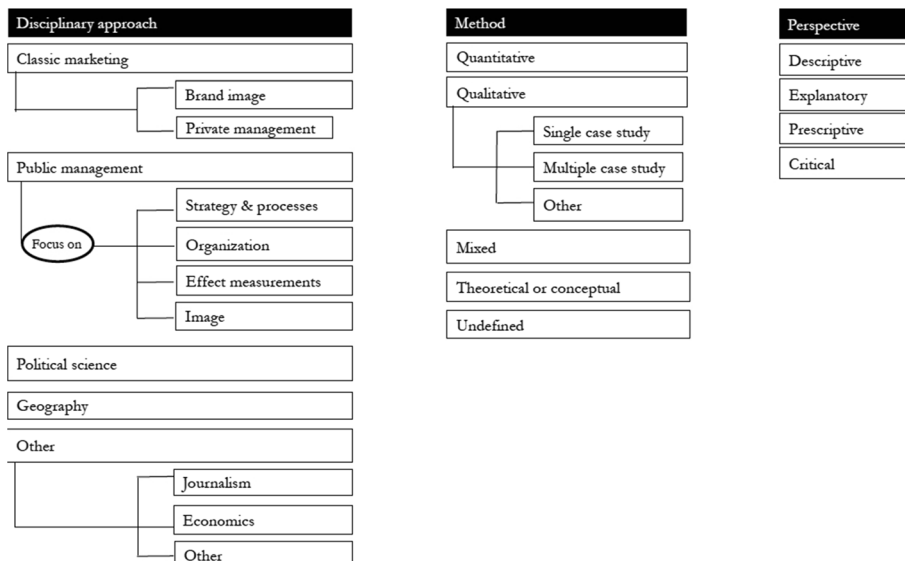 Disciplinary approach
Classic marketing
Brand image
Private management
Public management
Focus on
Strategy & processes
Organization
Effect measurements
Image
Political science
Geography
Other
Journalism
Economics
Other
Method
Quantitative
Qualitative
Single case study
Multiple case study
Other
Mixed
Theoretical or conceptual
Undefined
Perspective
Descriptive
Explanatory
Prescriptive
Critical